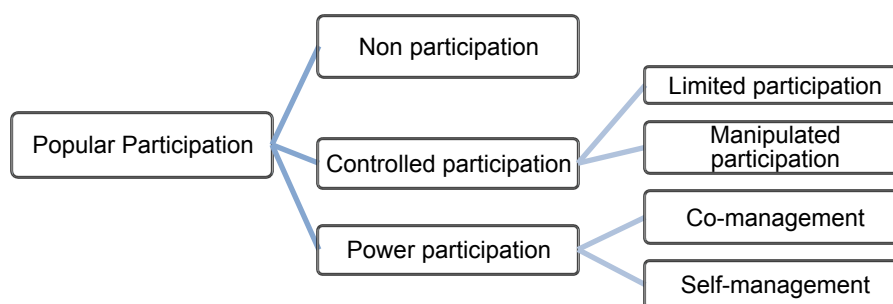 Non participation
Limited participation
Popular Participation
Controlled participation
Manipulated
participation
Power participation
Co-management
Self-management